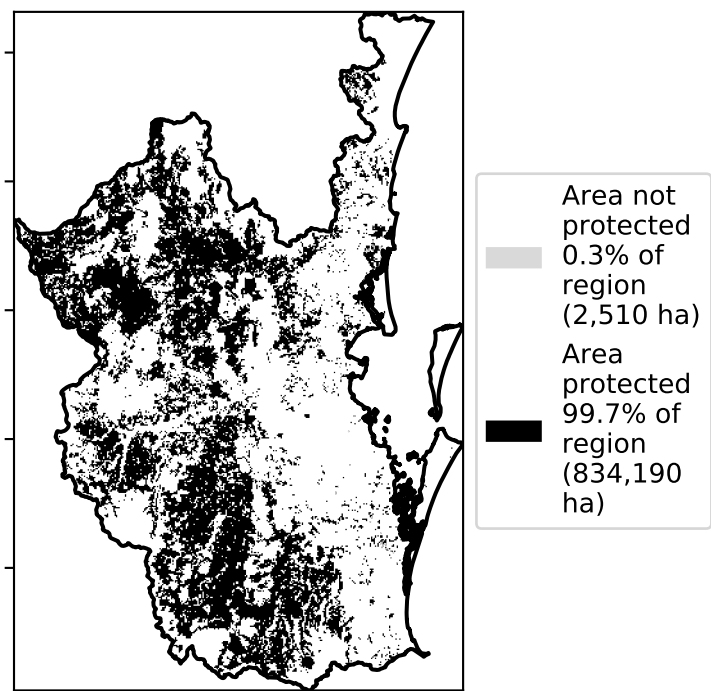 Area not
protected
0.3% of
region
(2,510 ha)
Area
protected
99.7% of
region
(834,190
ha)